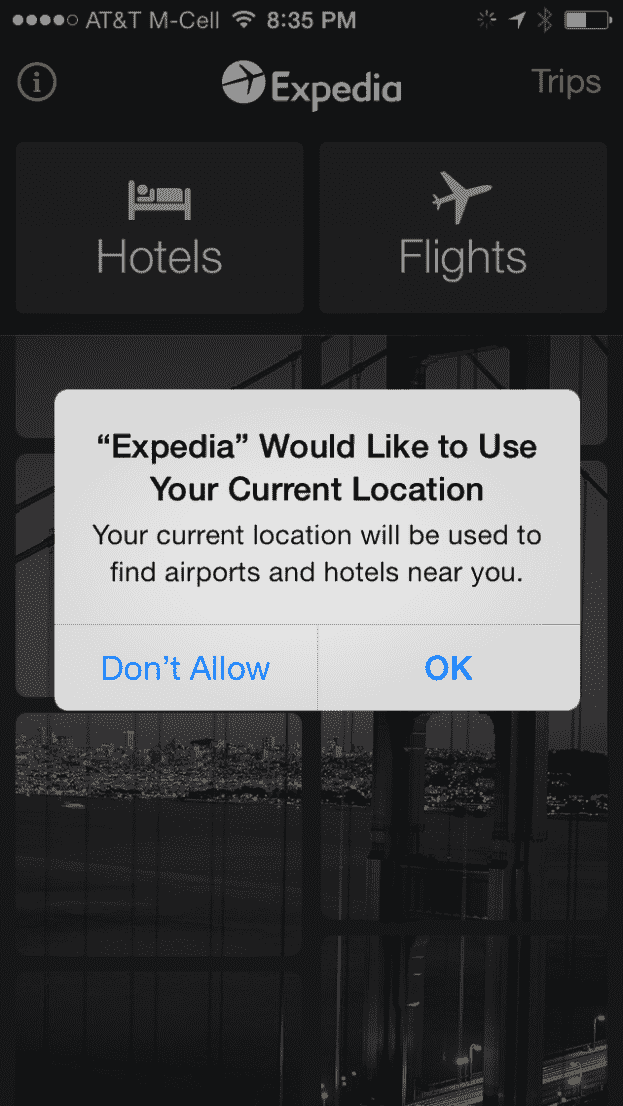 AT&T M-Cell 8:35 PM
i Expedia Trips
Hotels Flights
“Expedia” Would Like to Use
Your Current Location
Your current location will be used to
find airports and hotels near you.
Don’t Allow OK